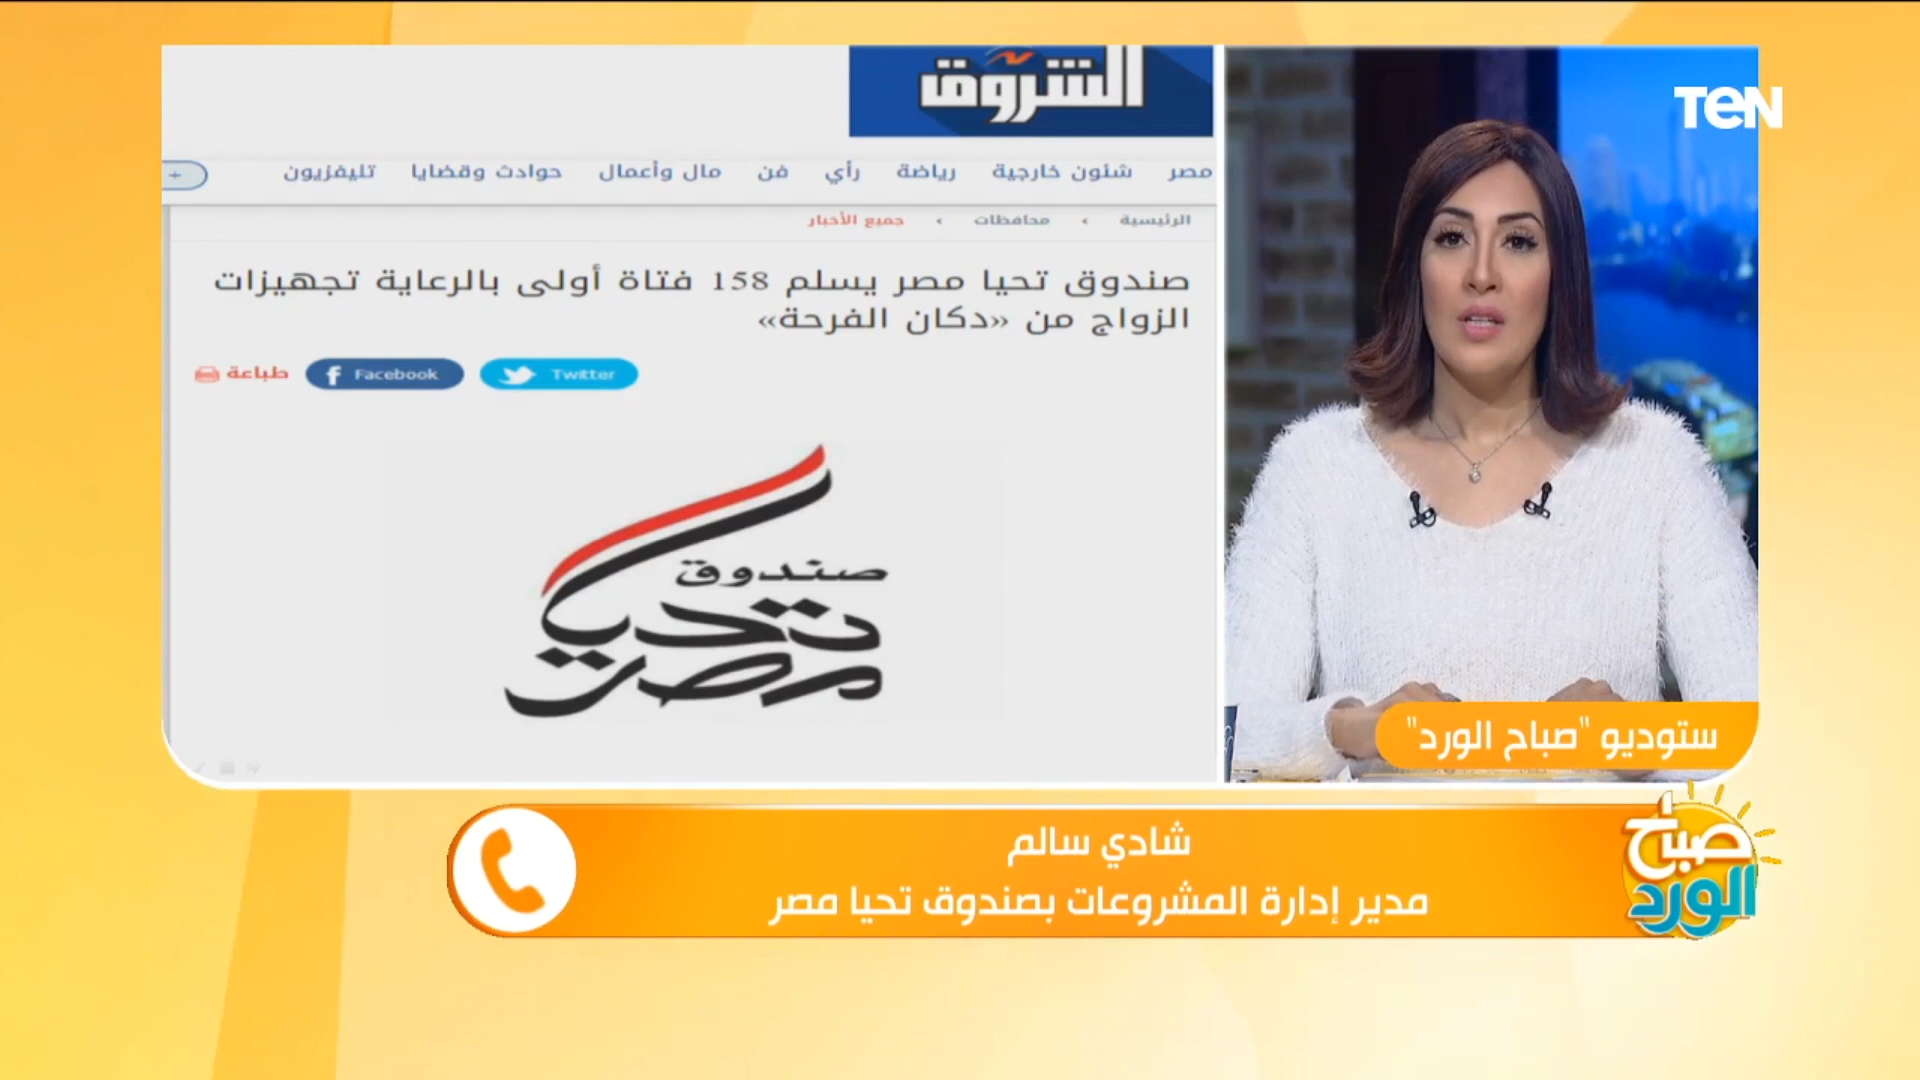 الشروق
TEN
مصر شئون خارجية رياضة رأي فن مال وأعمال حوادث وقضايا تليفزيون +
الرئيسية › محافظات › جميع الأخبار
صندوق تحيا مصر يسلم 158 فتاة أولى بالرعاية تجهيزات
الزواج من «دكان الفرحة»
Twitter
Facebook
طباعة
صندوق
تحيا
مصر
ستوديو "صباح الورد"
شادي سالم
مدير إدارة المشروعات بصندوق تحيا مصر
صباح
الورد